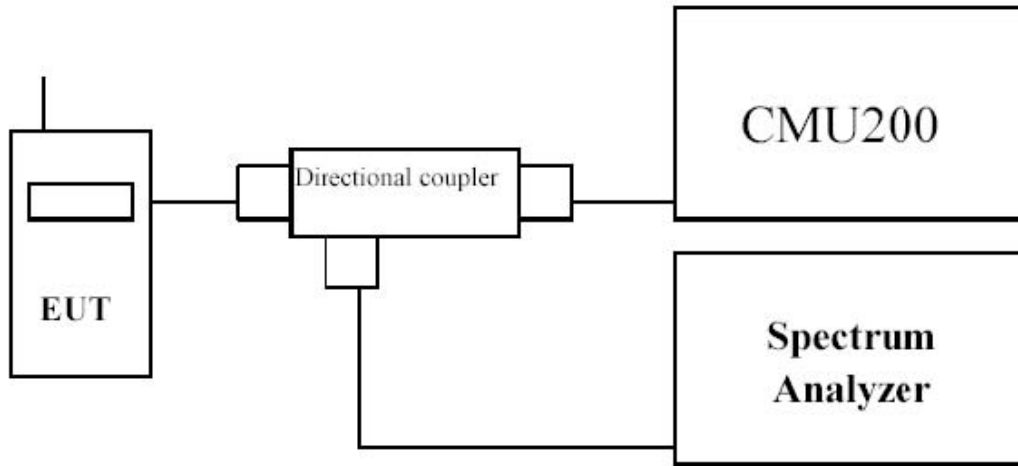 CMU200
Directional coupler
EUT
Spectrum
Analyzer